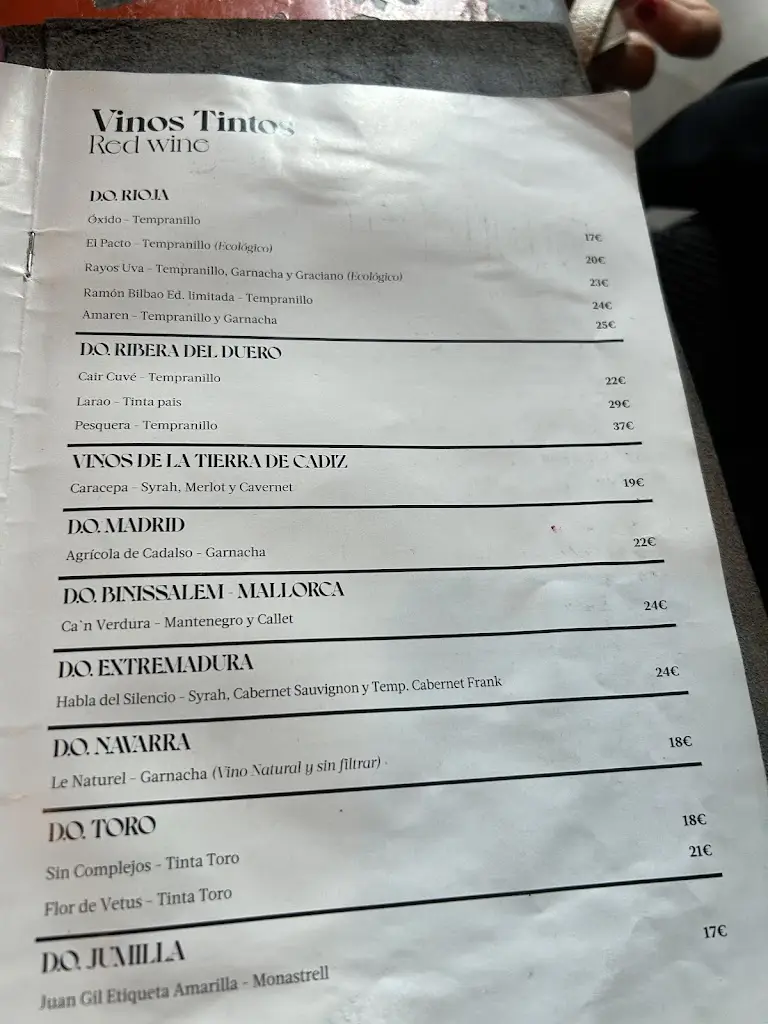 Vinos Tintos
Red wine
D.O. RIOJA
Óxido - Tempranillo 17€
El Pacto - Tempranillo (Ecológico) 20€
Rayos Uva - Tempranillo, Garnacha y Graciano (Ecológico) 23€
Ramón Bilbao Ed. limitada - Tempranillo 24€
Amaren - Tempranillo y Garnacha 25€
D.O. RIBERA DEL DUERO
Cair Cuvé - Tempranillo 22€
Larao - Tinta pais 29€
Pesquera - Tempranillo 37€
VINOS DE LA TIERRA DE CADIZ
Caracepa - Syrah, Merlot y Cavernet 19€
D.O. MADRID
Agrícola de Cadalso - Garnacha 22€
D.O. BINISSALEM - MALLORCA
Ca`n Verdura - Mantenegro y Callet 24€
D.O. EXTREMADURA
Habla del Silencio - Syrah, Cabernet Sauvignon y Temp. Cabernet Frank 24€
D.O. NAVARRA
Le Naturel - Garnacha (Vino Natural y sin filtrar) 18€
D.O. TORO
Sin Complejos - Tinta Toro 18€
Flor de Vetus - Tinta Toro 21€
D.O. JUMILLA
Juan Gil Etiqueta Amarilla - Monastrell 17€